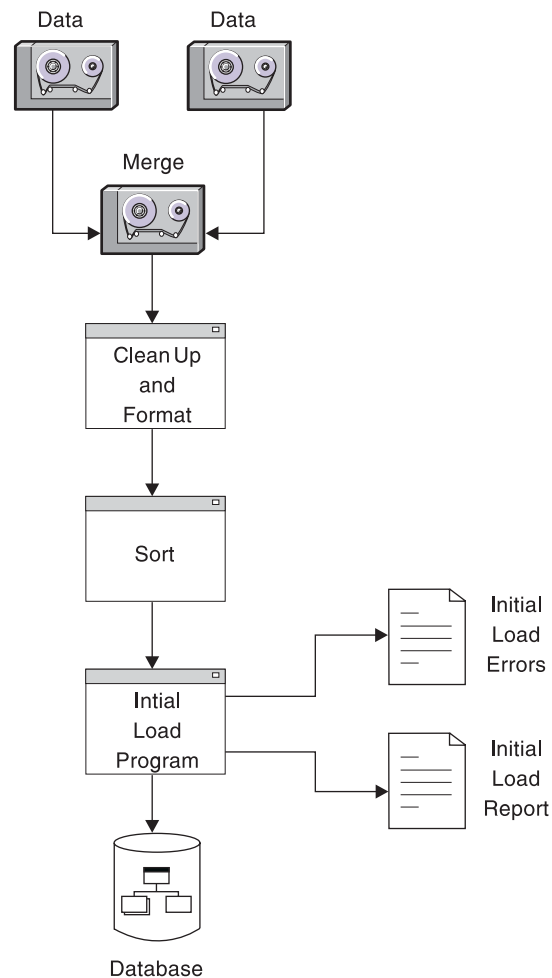 Data
Data
Merge
Clean Up
and
Format
Sort
Intial
Load
Program
Initial
Load
Errors
Initial
Load
Report
Database